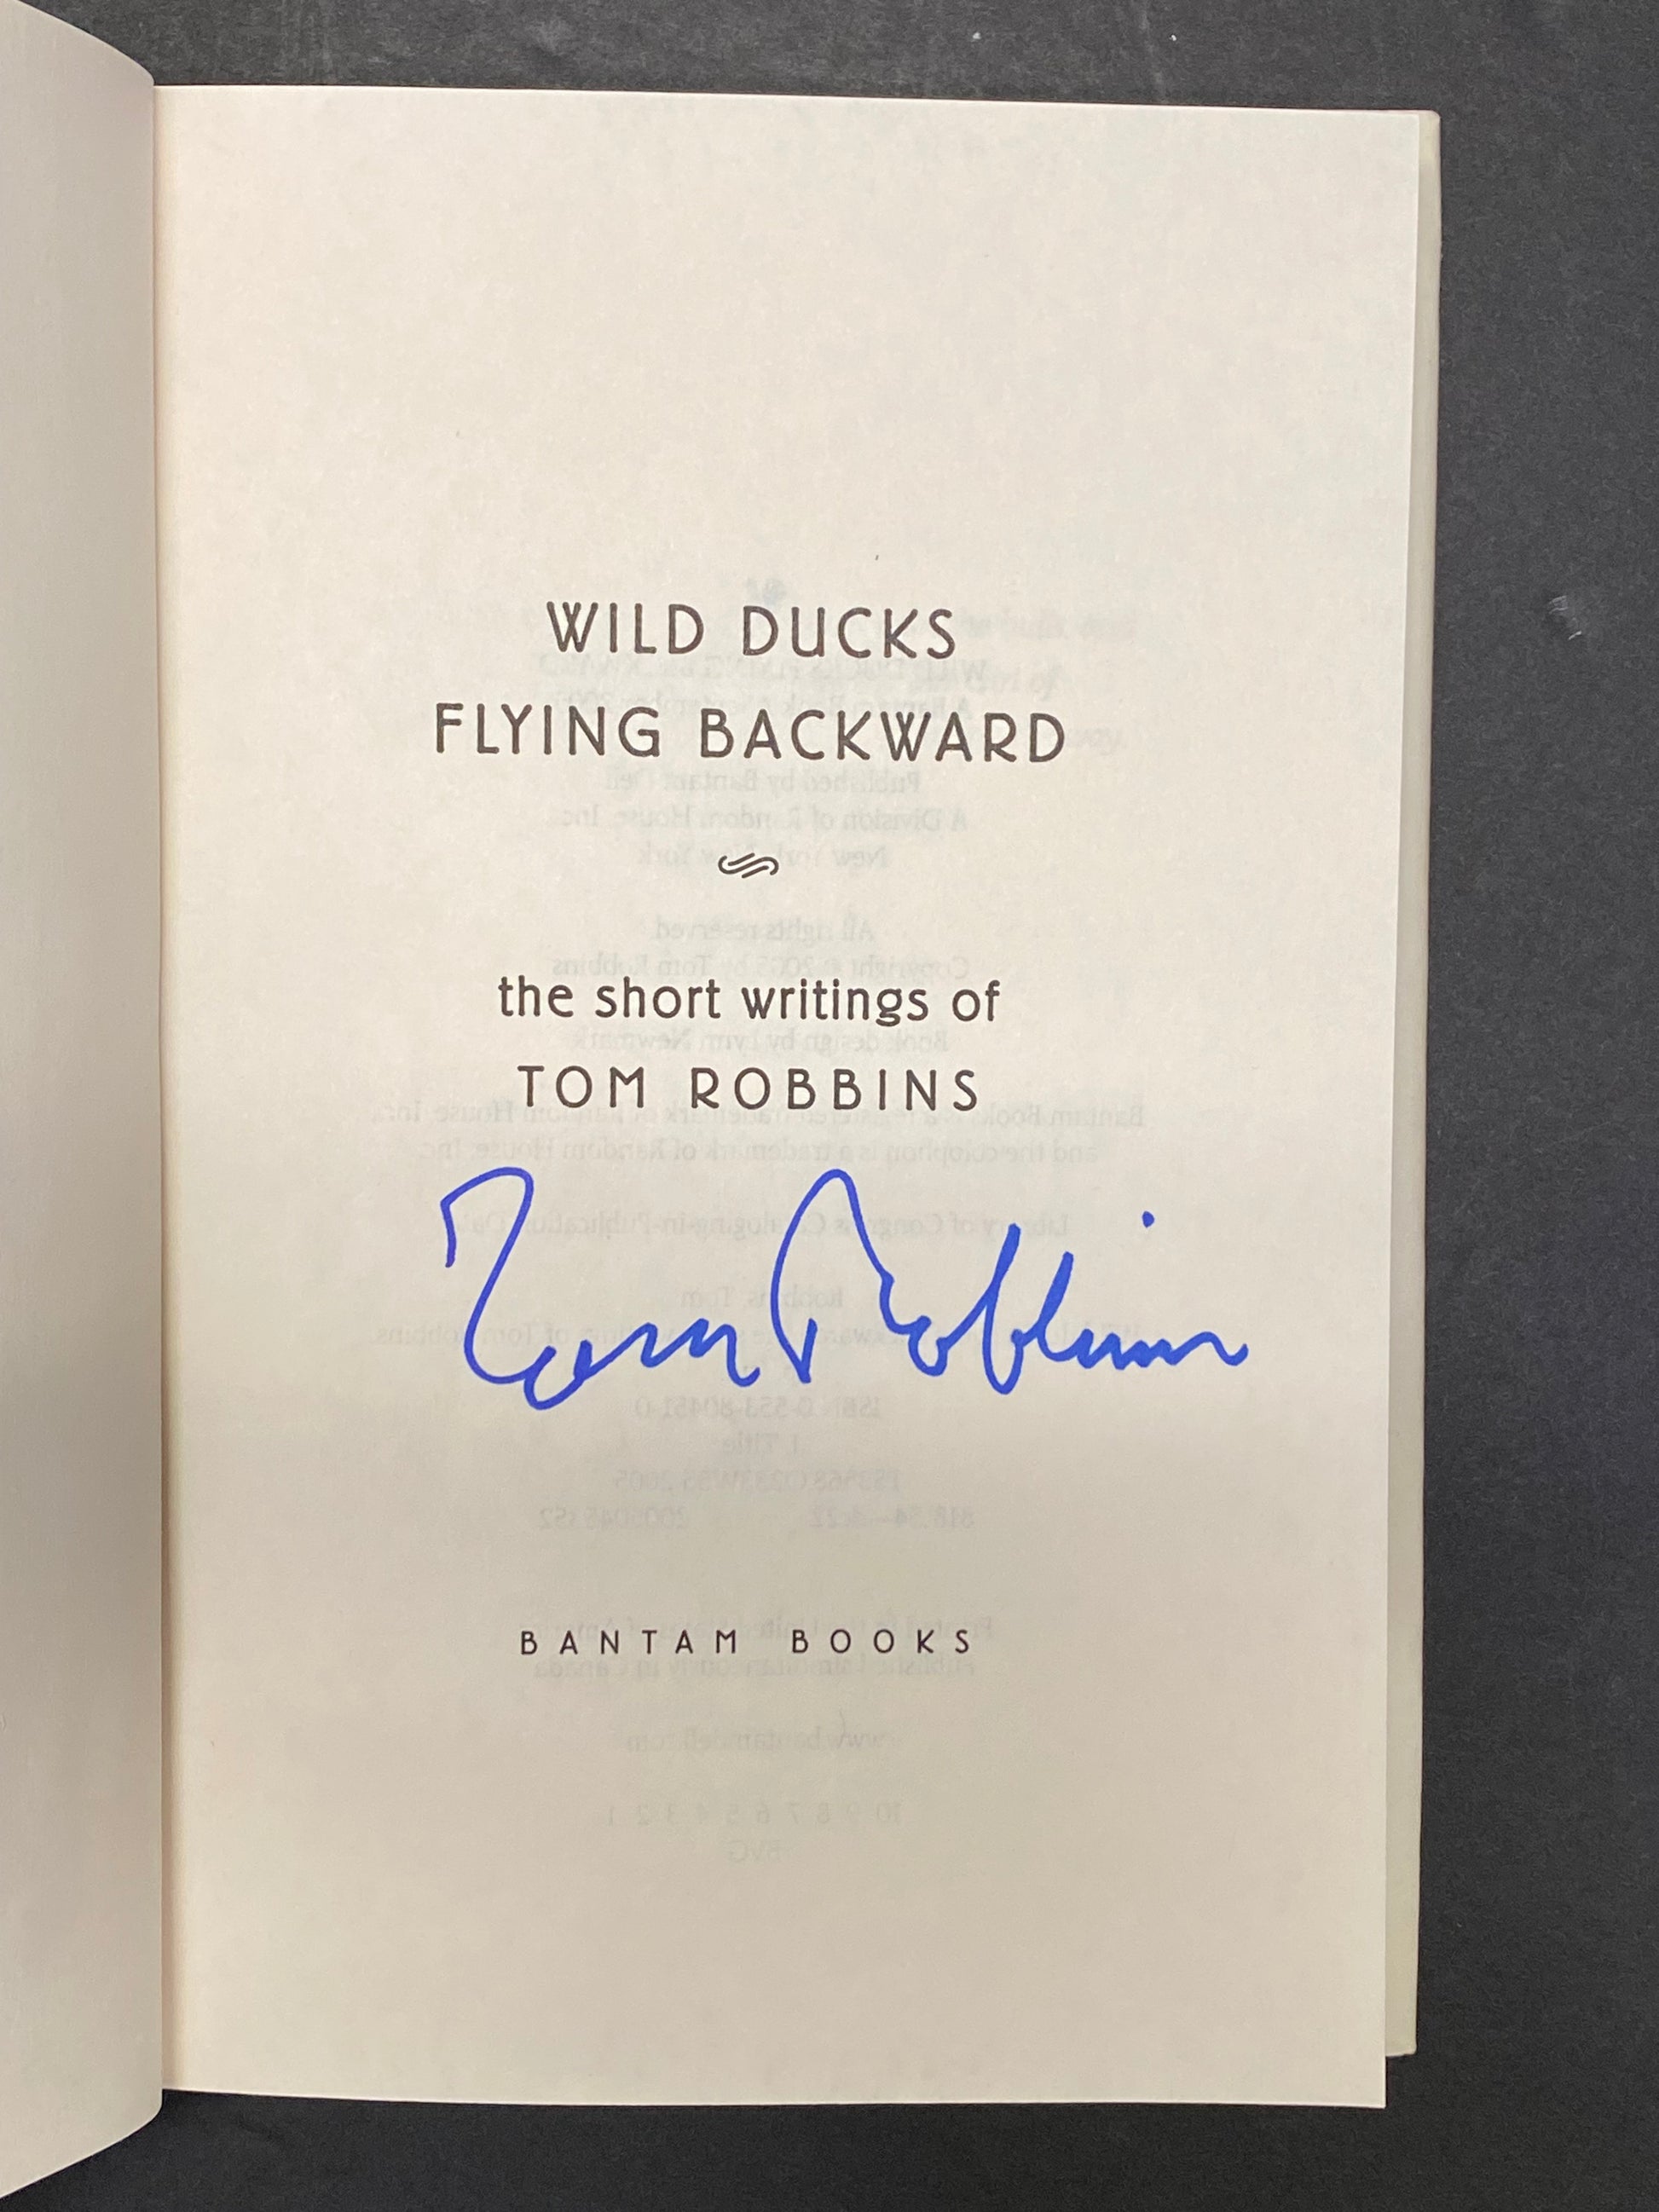 WILD DUCKS
FLYING BACKWARD
the short writings of
TOM ROBBINS
Tom Robbins
BANTAM BOOKS